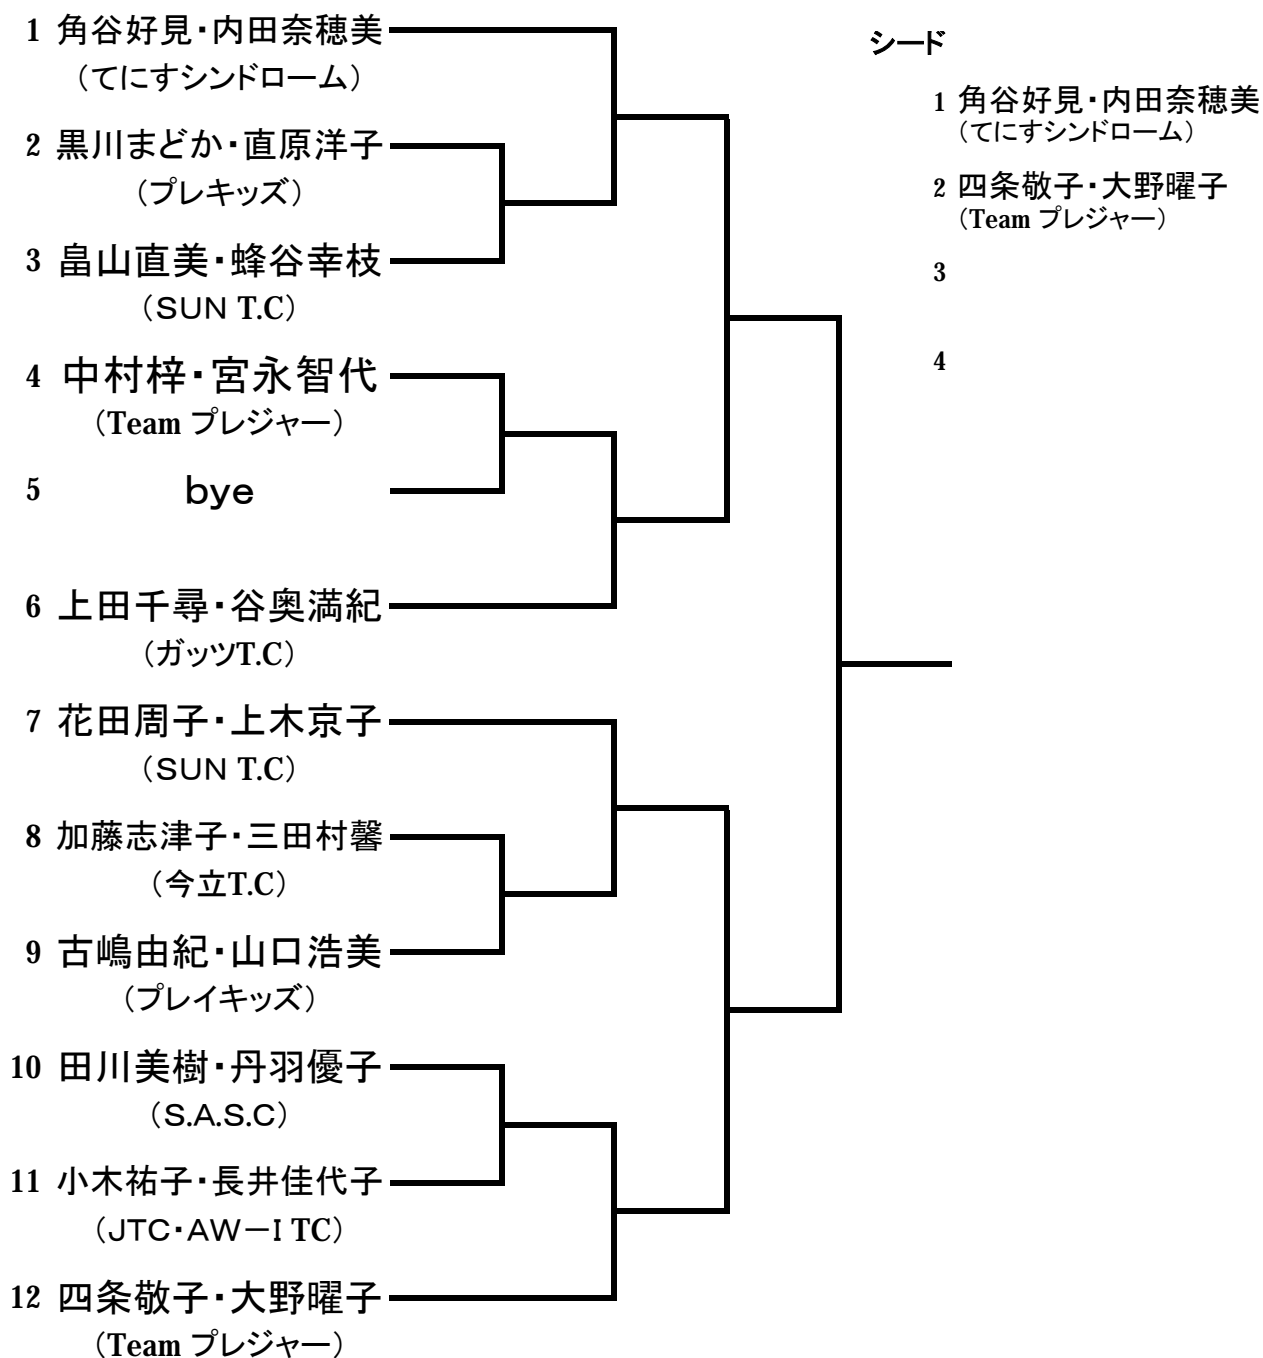 1 角谷好見・内田奈穂美
（てにすシンドローム）
2 黒川まどか・直原洋子
（プレキッズ）
3 畠山直美・蜂谷幸枝
（SUN T.C）
4 中村梓・宮永智代
（Team プレジャー）
5 bye
6 上田千尋・谷奥満紀
（ガッツT.C）
7 花田周子・上木京子
（SUN T.C）
8 加藤志津子・三田村馨
（今立T.C）
9 古嶋由紀・山口浩美
（プレイキッズ）
10 田川美樹・丹羽優子
（S.A.S.C）
11 小木祐子・長井佳代子
（JTC・AW－I TC）
12 四条敬子・大野曜子
（Team プレジャー）
シード
1 角谷好見・内田奈穂美
（てにすシンドローム）
2 四条敬子・大野曜子
（Team プレジャー）
3
4